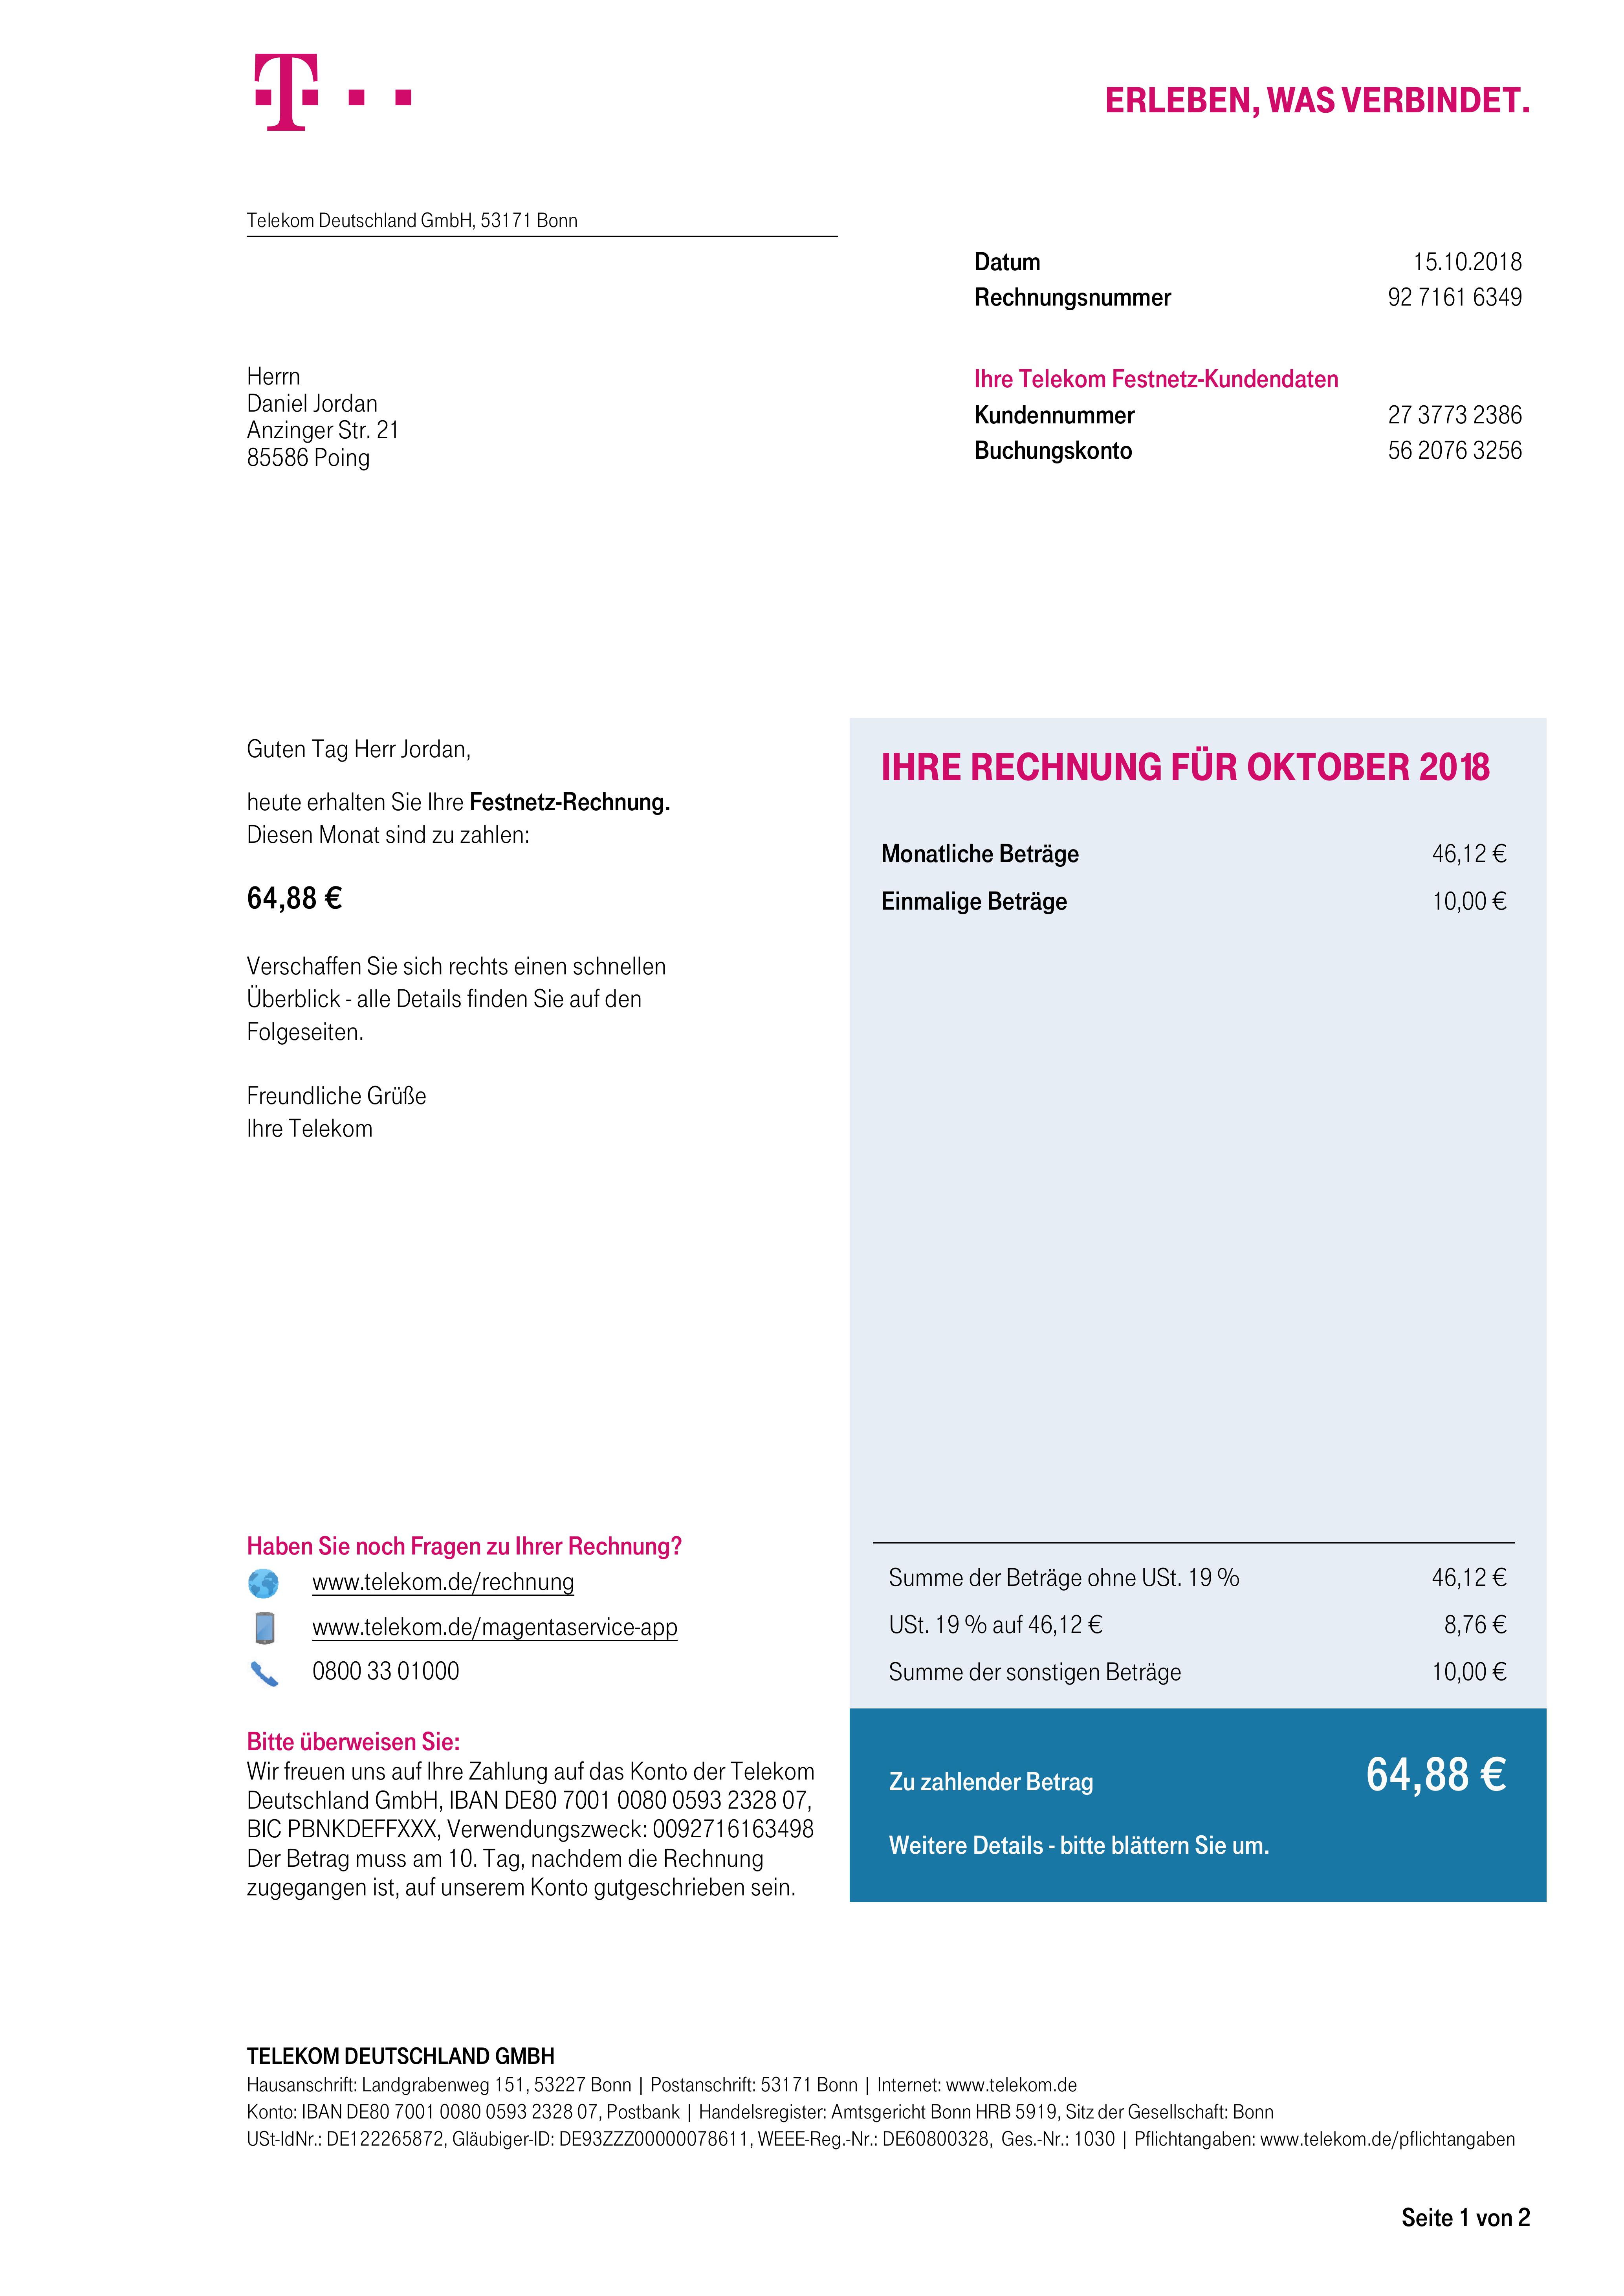 T
ERLEBEN, WAS VERBINDET.
Telekom Deutschland GmbH, 53171 Bonn
Datum 15.10.2018
Rechnungsnummer 92 7161 6349
Herrn
Daniel Jordan
Anzinger Str. 21
85586 Poing
Ihre Telekom Festnetz-Kundendaten
Kundennummer 27 3773 2386
Buchungskonto 56 2076 3256
Guten Tag Herr Jordan,
heute erhalten Sie Ihre Festnetz-Rechnung.
Diesen Monat sind zu zahlen:
64,88 €
Verschaffen Sie sich rechts einen schnellen
Überblick - alle Details finden Sie auf den
Folgeseiten.
Freundliche Grüße
Ihre Telekom
IHRE RECHNUNG FÜR OKTOBER 2018
Monatliche Beträge 46,12 €
Einmalige Beträge 10,00 €
Haben Sie noch Fragen zu Ihrer Rechnung?
www.telekom.de/rechnung
www.telekom.de/magentaservice-app
0800 33 01000
Bitte überweisen Sie:
Wir freuen uns auf Ihre Zahlung auf das Konto der Telekom
Deutschland GmbH, IBAN DE80 7001 0080 0593 2328 07,
BIC PBNKDEFFXXX, Verwendungszweck: 0092716163498
Der Betrag muss am 10. Tag, nachdem die Rechnung
zugegangen ist, auf unserem Konto gutgeschrieben sein.
Summe der Beträge ohne USt. 19 % 46,12 €
USt. 19 % auf 46,12 € 8,76 €
Summe der sonstigen Beträge 10,00 €
Zu zahlender Betrag 64,88 €
Weitere Details - bitte blättern Sie um.
TELEKOM DEUTSCHLAND GMBH
Hausanschrift: Landgrabenweg 151, 53227 Bonn | Postanschrift: 53171 Bonn | Internet: www.telekom.de
Konto: IBAN DE80 7001 0080 0593 2328 07, Postbank | Handelsregister: Amtsgericht Bonn HRB 5919, Sitz der Gesellschaft: Bonn
USt-IdNr.: DE122265872, Gläubiger-ID: DE93ZZZ00000078611, WEEE-Reg.-Nr.: DE60800328, Ges.-Nr.: 1030 | Pflichtangaben: www.telekom.de/pflichtangaben
Seite 1 von 2